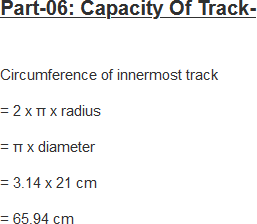 Part-06: Capacity Of Track-
Circumference of innermost track
= 2 x π x radius
= π x diameter
= 3.14 x 21 cm
= 65.94 cm